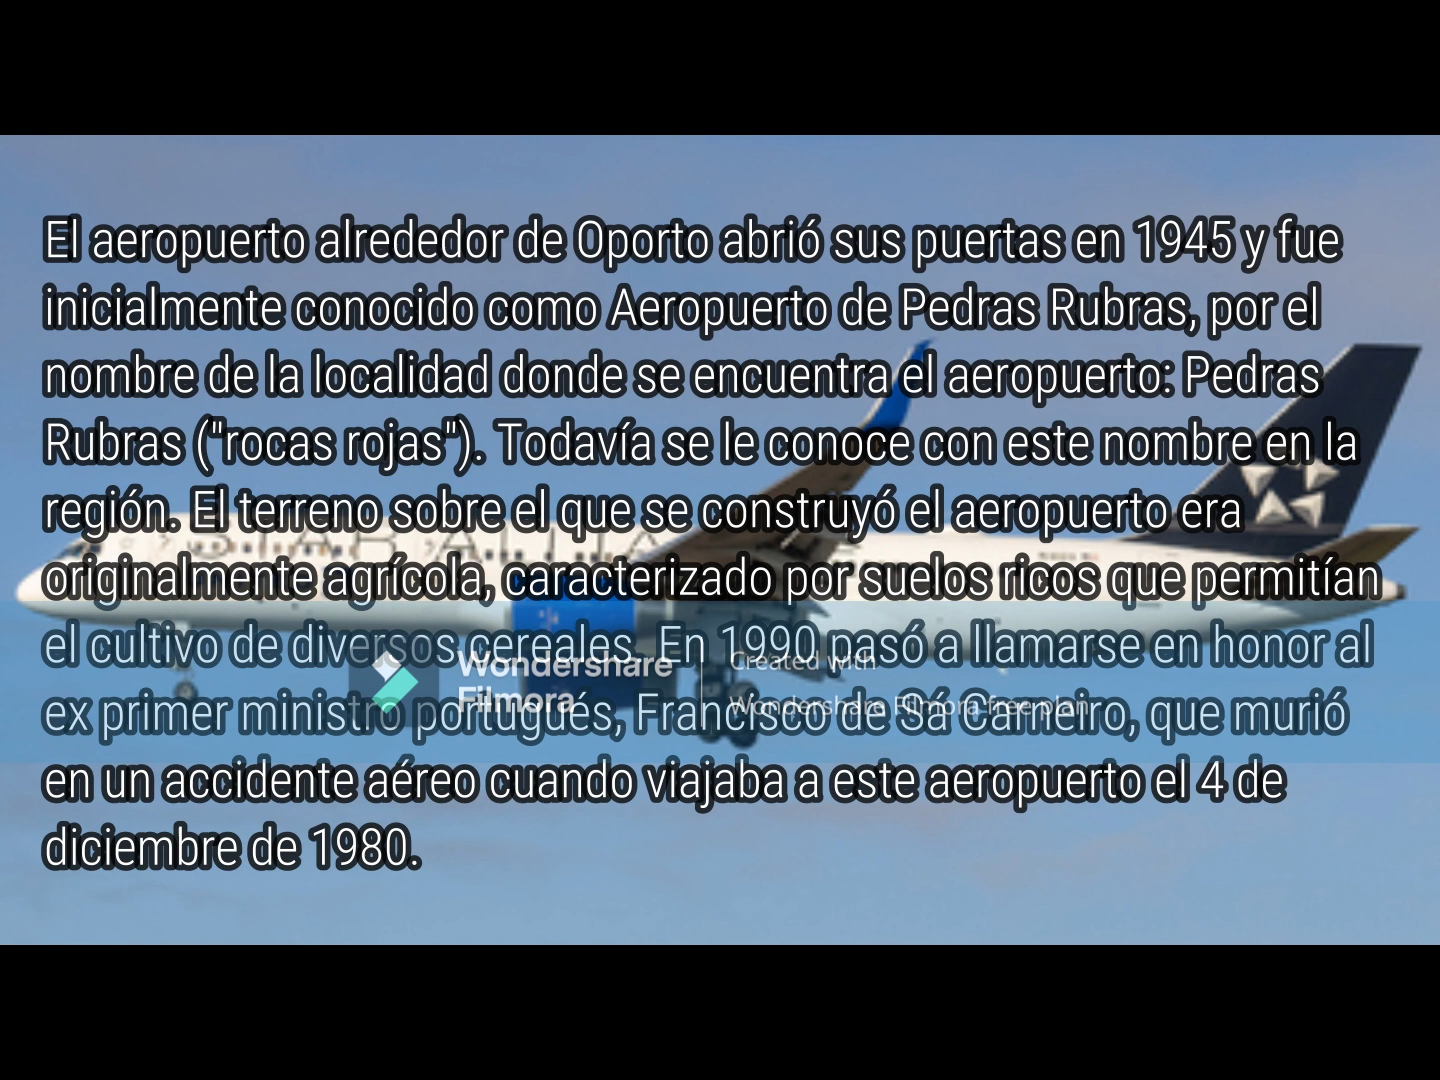 El aeropuerto alrededor de Oporto abrió sus puertas en 1945 y fue
inicialmente conocido como Aeropuerto de Pedras Rubras, por el
nombre de la localidad donde se encuentra el aeropuerto: Pedras
Rubras ("rocas rojas"). Todavía se le conoce con este nombre en la
región. El terreno sobre el que se construyó el aeropuerto era
STAR ALLIA
originalmente agrícola, caracterizado por suelos ricos que permitían
el cultivo de diversos cereales. En 1990 pasó a llamarse en honor al
Wondershare
Filmora
Created with
Wondershare Filmora free plan
ex primer ministro portugués, Francisco de Sá Carneiro, que murió
en un accidente aéreo cuando viajaba a este aeropuerto el 4 de
diciembre de 1980.